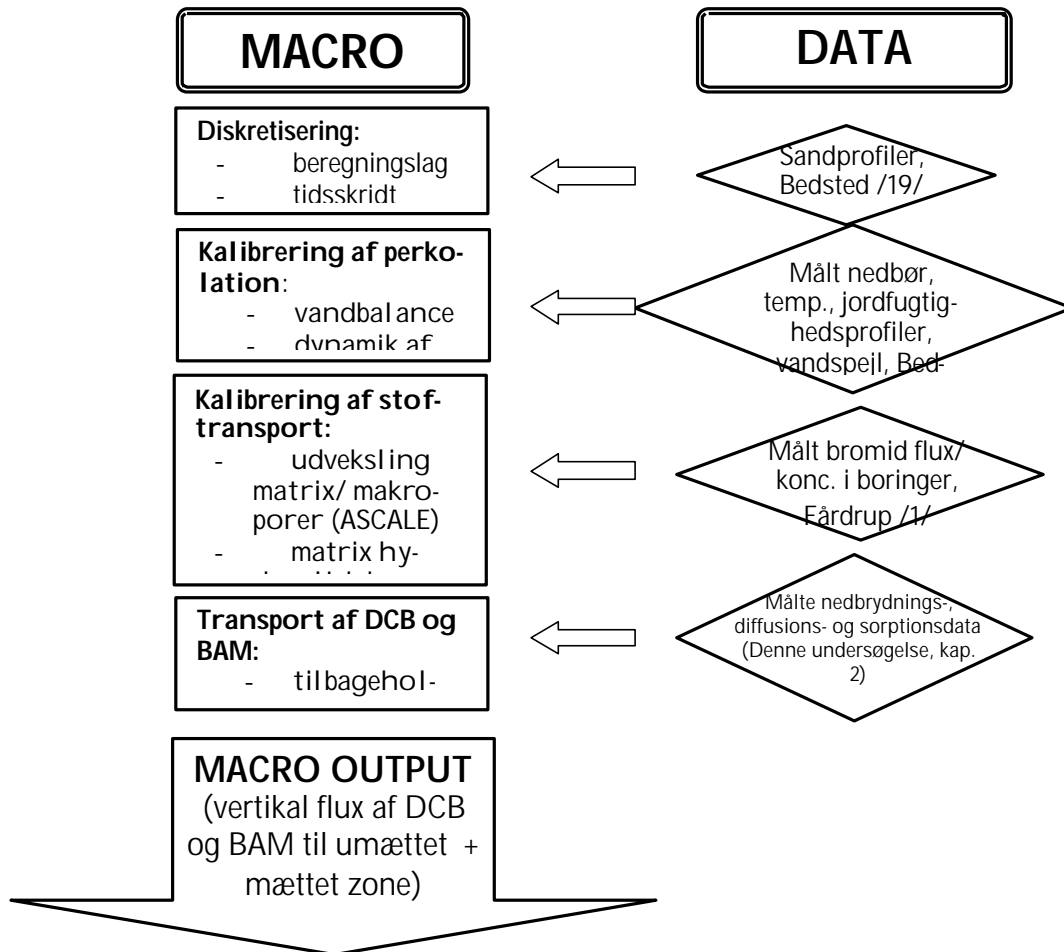 MACRO
DATA
Diskretisering:
- beregningslag
- tidsskridt
Sandprofiler,
Bedsted /19/
Kalibrering af perko-
lation:
- vandbalance
- dynamik af
Målt nedbør,
temp., jordfugtig-
hedsprofiler,
vandspejl, Bed-
Kalibrering af stof-
transport:
- udveksling
matrix/ makro-
porer (ASCALE)
- matrix hy-
Målt bromid flux/
konc. i boringer,
Fårdrup /1/
Transport af DCB og
BAM:
- tilbagehol-
Målte nedbrydnings-,
diffusions- og sorptionsdata
(Denne undersøgelse, kap.
2)
MACRO OUTPUT
(vertikal flux af DCB
og BAM til umættet +
mættet zone)